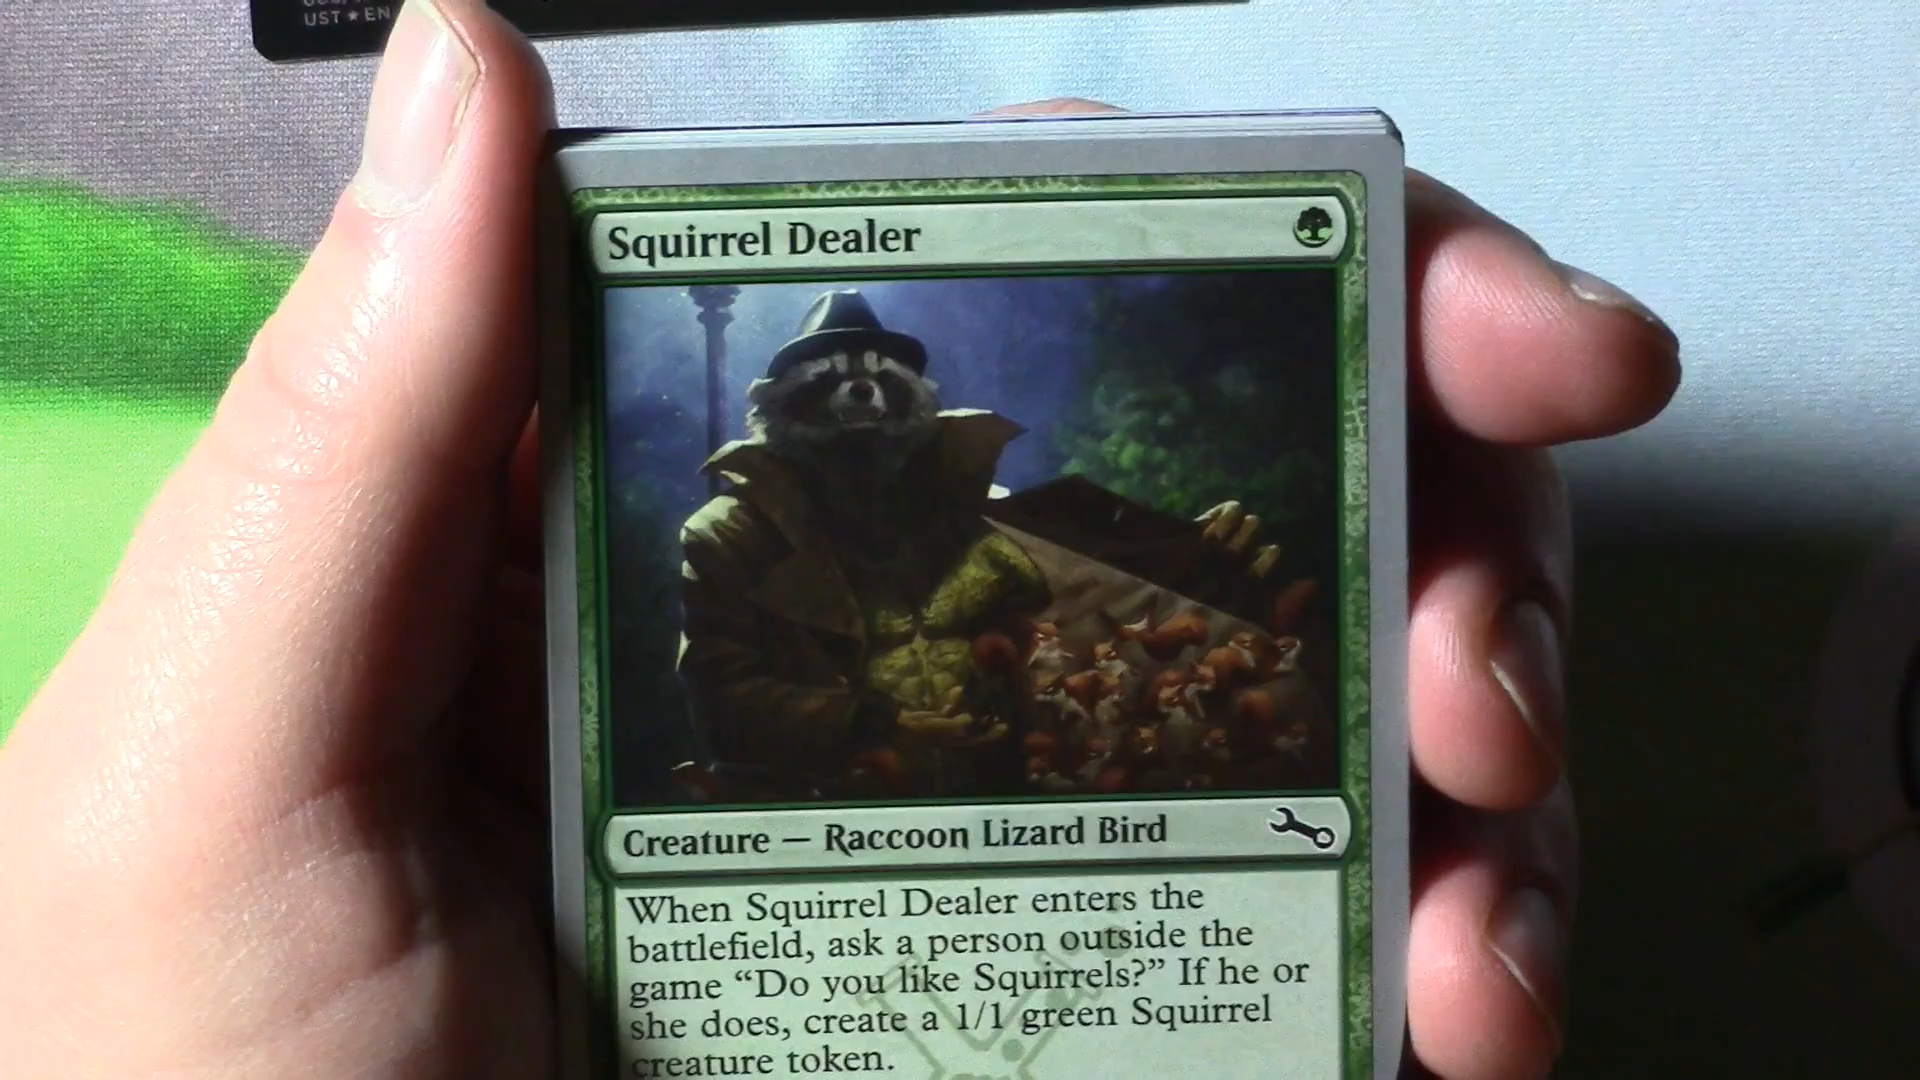 UST ★ EN
Squirrel Dealer
Creature — Raccoon Lizard Bird
When Squirrel Dealer enters the
battlefield, ask a person outside the
game “Do you like Squirrels?” If he or
she does, create a 1/1 green Squirrel
creature token.